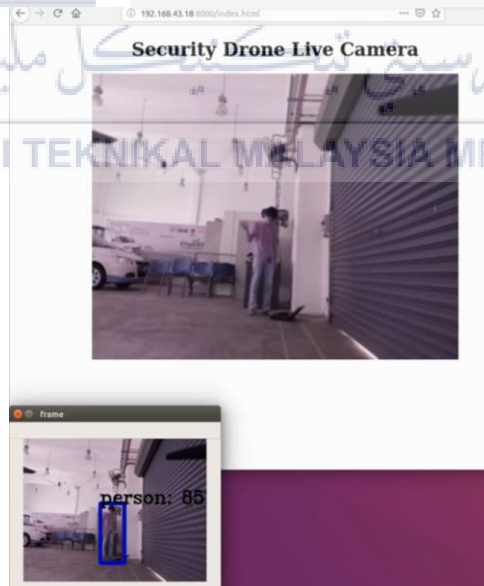 192.168.43.18:8000/index.html
Security Drone Live Camera
TEKNIKAL MALAYSIA
frame
person: 85